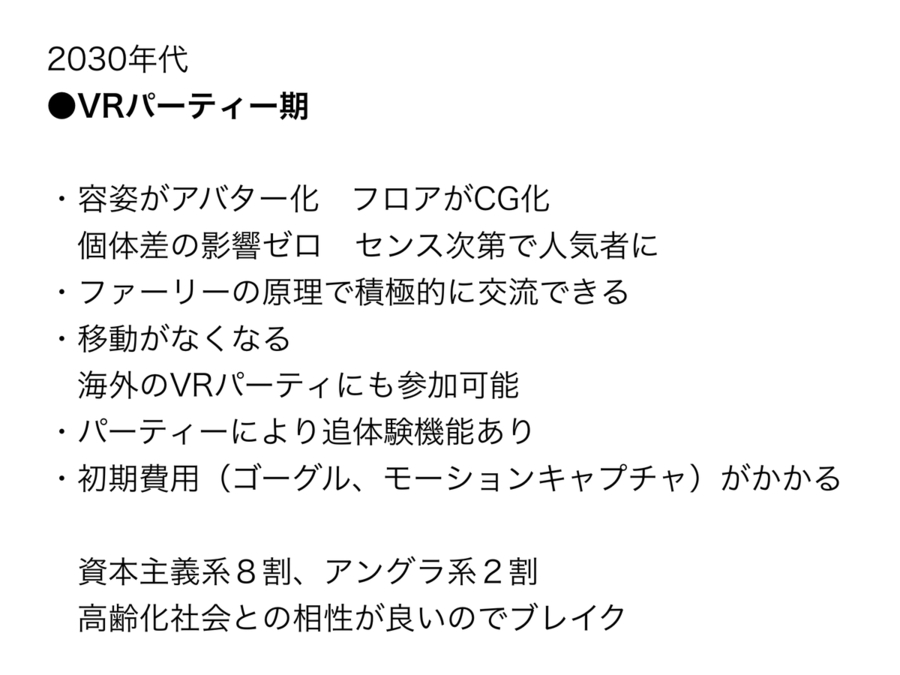 2030年代
●VRパーティー期
・容姿がアバター化　フロアがCG化
個体差の影響ゼロ　センス次第で人気者に
・ファーリーの原理で積極的に交流できる
・移動がなくなる
海外のVRパーティにも参加可能
・パーティーにより追体験機能あり
・初期費用（ゴーグル、モーションキャプチャ）がかかる
資本主義系８割、アングラ系２割
高齢化社会との相性が良いのでブレイク